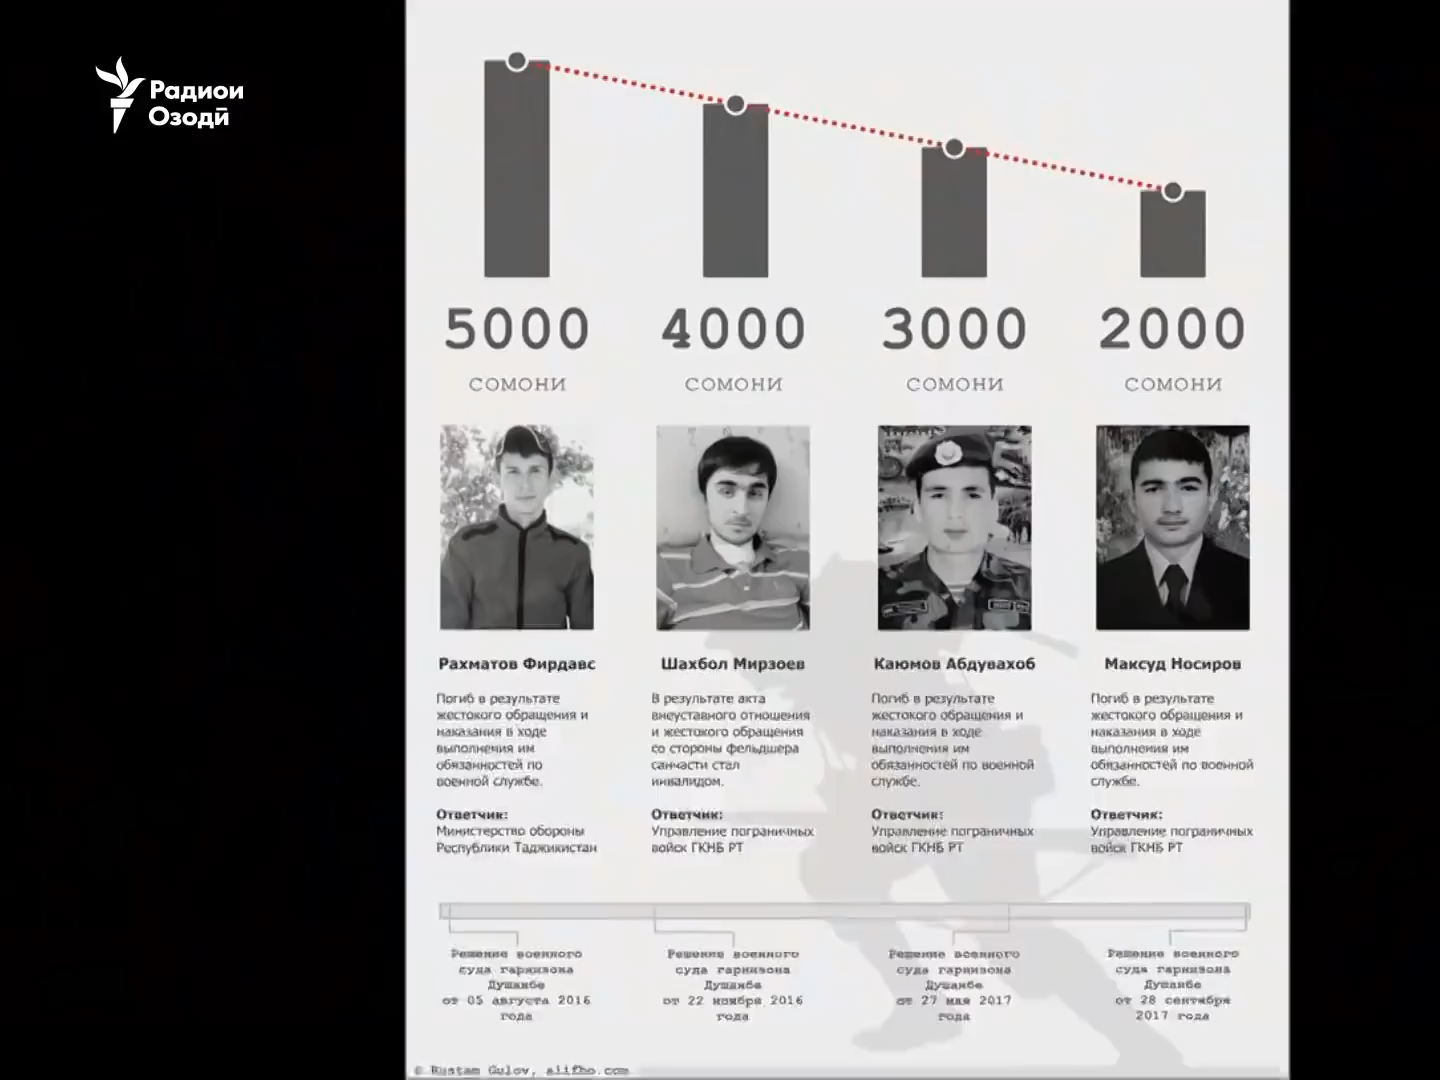 Радиои
Озодӣ
5000
СОМОНИ
4000
СОМОНИ
3000
СОМОНИ
2000
СОМОНИ
Рахматов Фирдавс
Погиб в результате
жестокого обращения и
наказания в ходе
выполнения им
обязанностей по
военной службе.
Ответчик:
Министерство обороны
Республики Таджикистан
Шахбол Мирзоев
В результате акта
внеуставного отношения
и жестокого обращения
со стороны фельдшера
санчасти стал
инвалидом.
Ответчик:
Управление пограничных
войск ГКНБ РТ
Каюмов Абдувахоб
Погиб в результате
жестокого обращения и
наказания в ходе
выполнения им
обязанностей по военной
службе.
Ответчик:
Управление пограничных
войск ГКНБ РТ
Максуд Носиров
Погиб в результате
жестокого обращения и
наказания в ходе
выполнения им
обязанностей по военной
службе.
Ответчик:
Управление пограничных
войск ГКНБ РТ
Решение военного
суда гарнизона
Душанбе
от 05 августа 2016
года
Решение военного
суда гарнизона
Душанбе
от 22 ноября 2016
года
Решение военного
суда гарнизона
Душанбе
от 27 мая 2017
года
Решение военного
суда гарнизона
Душанбе
от 28 сентября
2017 года
© Rustam Gulov, alifbo.com